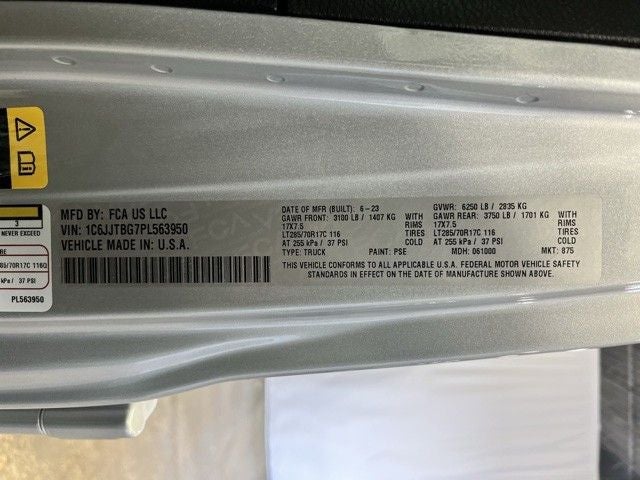 MFD BY: FCA US LLC
VIN: 1C6JJTBG7PL563950
VEHICLE MADE IN: U.S.A.
DATE OF MFR (BUILT): 6-23
GAWR FRONT: 3100 LB / 1407 KG
17X7.5
LT285/70R17C 116
AT 255 kPa / 37 PSI
TYPE: TRUCK
WITH
RIMS
TIRES
PAINT: PSE
GVWR: 6250 LB / 2835 KG
GAWR REAR: 3750 LB / 1701 KG
17X7.5
LT285/70R17C 116
AT 255 kPa / 37 PSI
MDH: 061000
WITH
RIMS
TIRES
MKT: 875
THIS VEHICLE CONFORMS TO ALL APPLICABLE U.S.A. FEDERAL MOTOR VEHICLE SAFETY
STANDARDS IN EFFECT ON THE DATE OF MANUFACTURE SHOWN ABOVE.
3
NEVER EXCEED
85/70R17C 116Q
kPa / 37 PSI
PL563950